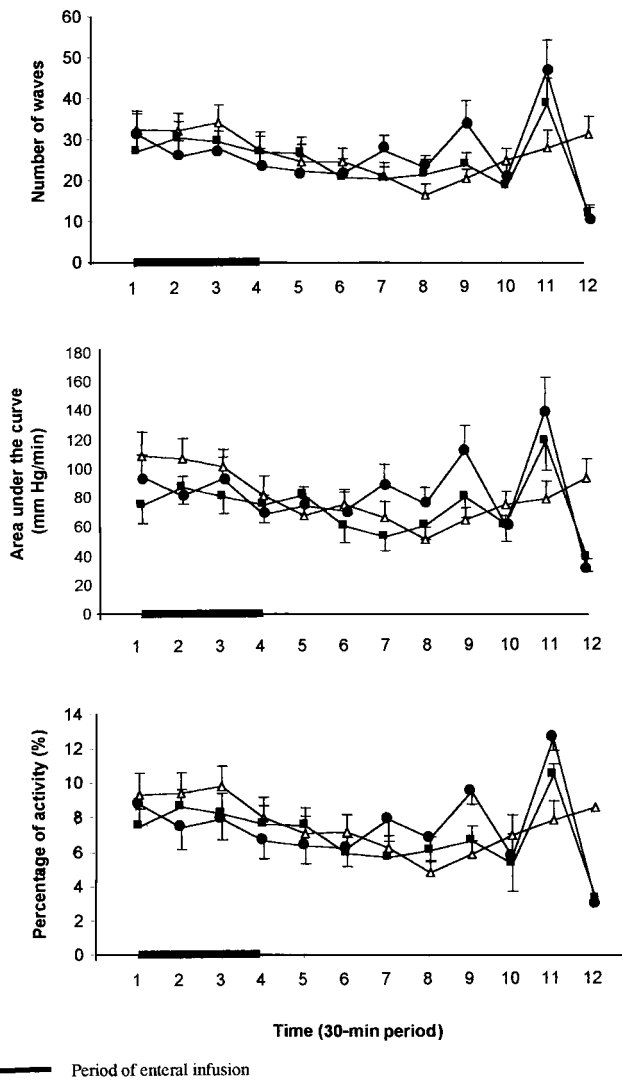 Number of waves
60
50
40
30
20
10
0
1 2 3 4 5 6 7 8 9 10 11 12
Area under the curve
(mm Hg/min)
180
160
140
120
100
80
60
40
20
0
1 2 3 4 5 6 7 8 9 10 11 12
Percentage of activity (%)
14
12
10
8
6
4
2
0
1 2 3 4 5 6 7 8 9 10 11 12
Time (30-min period)
Period of enteral infusion